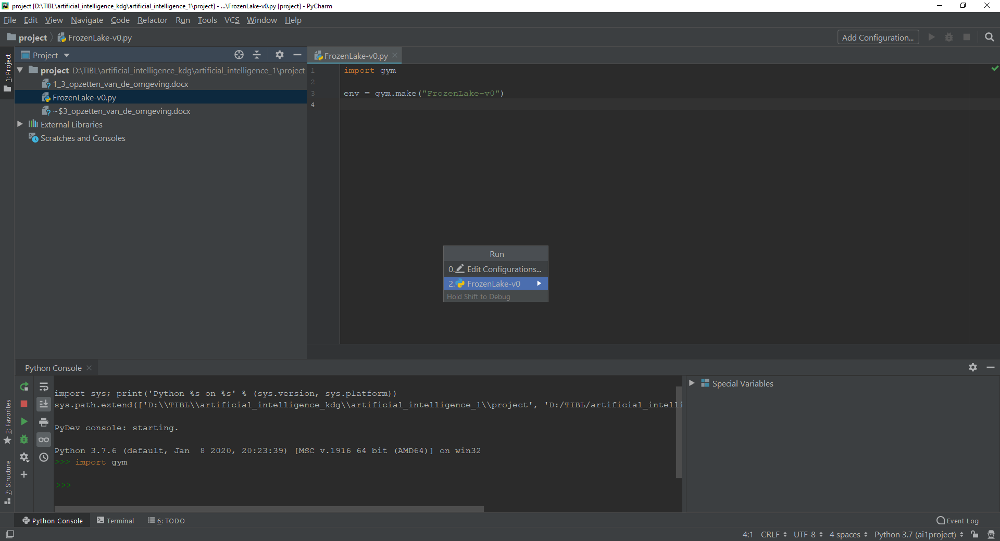 project [D:\TIBL\artificial_intelligence_kdg\artificial_intelligence_1\project] - ...\FrozenLake-v0.py [project] - PyCharm
File Edit View Navigate Code Refactor Run Tools VCS Window Help
project FrozenLake-v0.py Add Configuration...
1: Project
Project
project D:\TIBL\artificial_intelligence_kdg\artificial_intelligence_1\project
1_3_opzetten_van_de_omgeving.docx
FrozenLake-v0.py
~$3_opzetten_van_de_omgeving.docx
External Libraries
Scratches and Consoles
FrozenLake-v0.py
1 import gym
2
3 env = gym.make("FrozenLake-v0")
4
Run
0. Edit Configurations...
2. FrozenLake-v0
Hold Shift to Debug
Python Console
import sys; print('Python %s on %s' % (sys.version, sys.platform))
sys.path.extend(['D:\\TIBL\\artificial_intelligence_kdg\\artificial_intelligence_1\\project', 'D:/TIBL/artificial_intelli
PyDev console: starting.
Python 3.7.6 (default, Jan  8 2020, 20:23:39) [MSC v.1916 64 bit (AMD64)] on win32
>>> import gym
>>>
Special Variables
2: Favorites
7: Structure
Python Console Terminal 6: TODO Event Log
4:1 CRLF UTF-8 4 spaces Python 3.7 (ai1project)